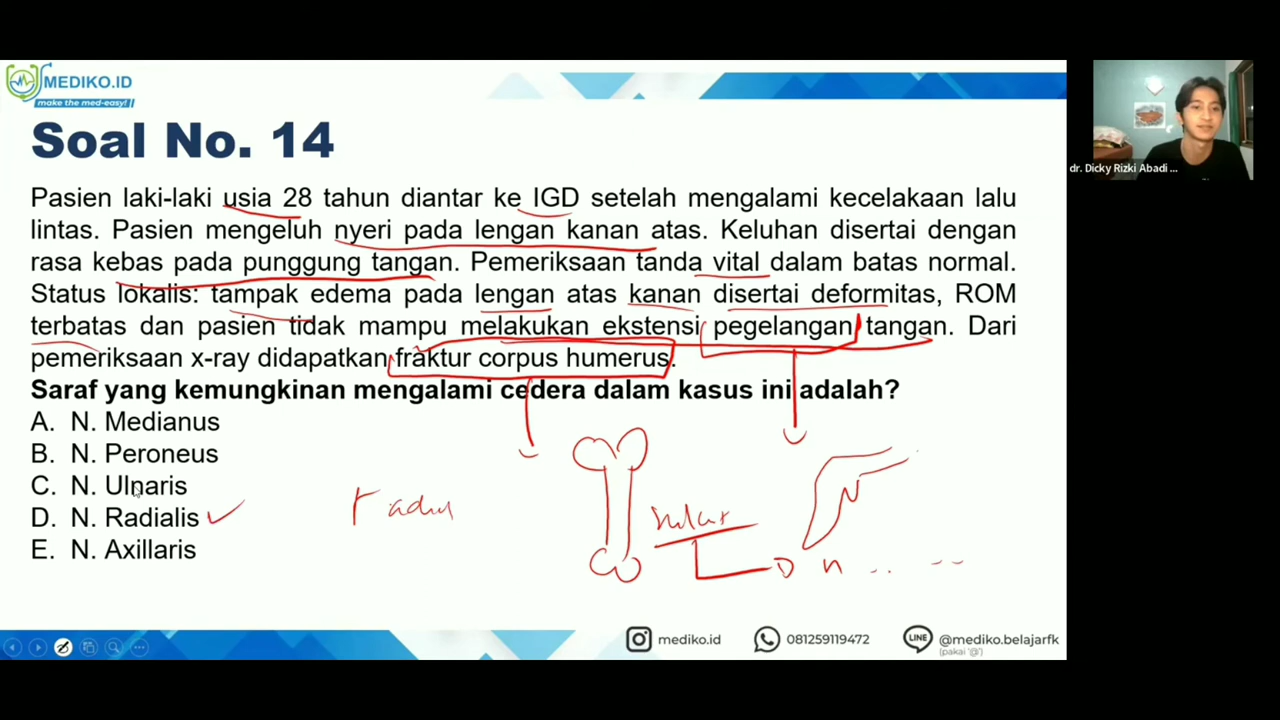 MEDIKO.ID
make the med-easy!
Soal No. 14
Pasien laki-laki usia 28 tahun diantar ke IGD setelah mengalami kecelakaan lalu
lintas. Pasien mengeluh nyeri pada lengan kanan atas. Keluhan disertai dengan
rasa kebas pada punggung tangan. Pemeriksaan tanda vital dalam batas normal.
Status lokalis: tampak edema pada lengan atas kanan disertai deformitas, ROM
terbatas dan pasien tidak mampu melakukan ekstensi pegelangan tangan. Dari
pemeriksaan x-ray didapatkan fraktur corpus humerus.
Saraf yang kemungkinan mengalami cedera dalam kasus ini adalah?
A. N. Medianus
B. N. Peroneus
C. N. Ulnaris
D. N. Radialis
E. N. Axillaris
N
n
mediko.id
081259119472
LINE
@mediko.belajarfk
(pakai '@')
dr. Dicky Rizki Abadi ...